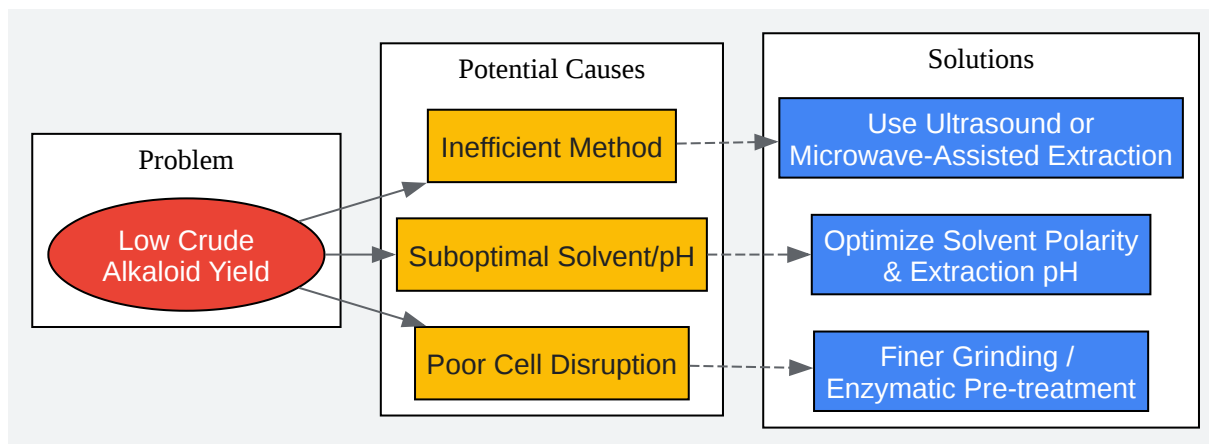 Problem
Low Crude
Alkaloid Yield
Potential Causes
Inefficient Method
Suboptimal Solvent/pH
Poor Cell Disruption
Solutions
Use Ultrasound or
Microwave-Assisted Extraction
Optimize Solvent Polarity
& Extraction pH
Finer Grinding /
Enzymatic Pre-treatment